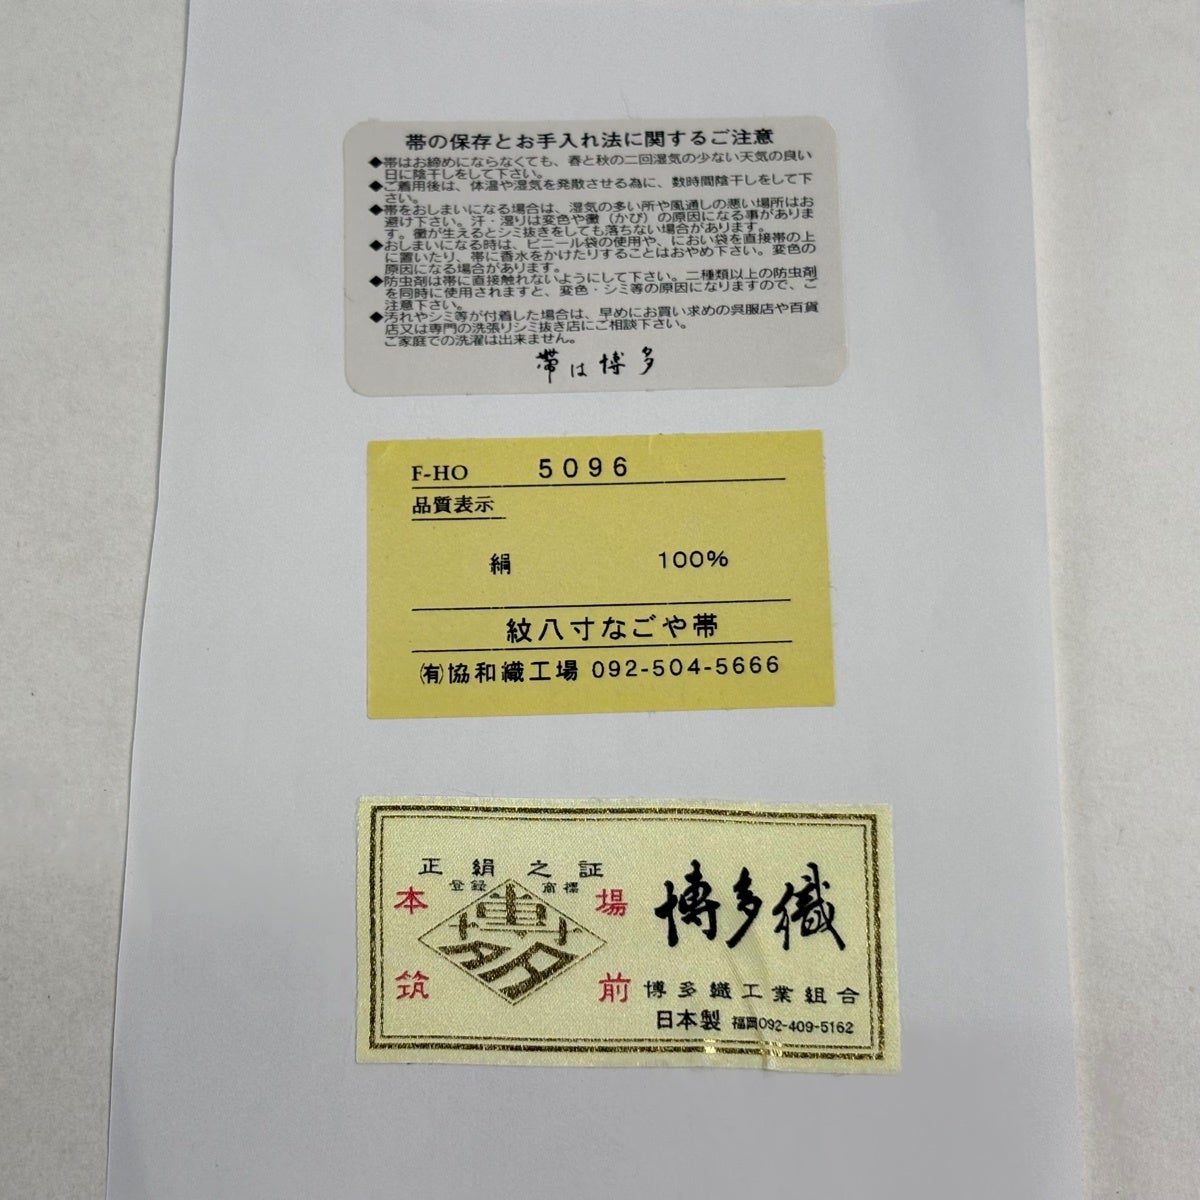 帯の保存とお手入れ法に関するご注意
◆帯はお締めにならなくても、春と秋の二回湿気の少ない天気の良い
日に陰干しをして下さい。
◆ご着用後は、体温や湿気を発散させる為に、数時間陰干しをして下
さい。
◆帯をおしまいになる場合は、湿気の多い所や風通しの悪い場所はお
避け下さい。汗・湿りは変色や黴（かび）の原因になる事がありま
す。黴が生えるとシミ抜きをしても落ちない場合があります。
◆おしまいになる時は、ビニール袋の使用や、におい袋を直接帯の上
に置いたり、帯に香水をかけたりすることはおやめ下さい。変色の
原因になる場合があります。
◆防虫剤は帯に直接触れないようにして下さい。二種類以上の防虫剤
を同時に使用されますと、変色・シミ等の原因になりますので、ご
注意下さい。
◆汚れやシミ等が付着した場合は、早めにお買い求めの呉服店や百貨
店又は専門の洗張りシミ抜き店にご相談下さい。
ご家庭での洗濯は出来ません。
帯は博多
F-HO 5096
品質表示
絹 100%
紋八寸なごや帯
㈲協和織工場 092-504-5666
正絹之証
登録商標
本場
筑前
博多
博多織
博多織工業組合
日本製 福岡092-409-5162